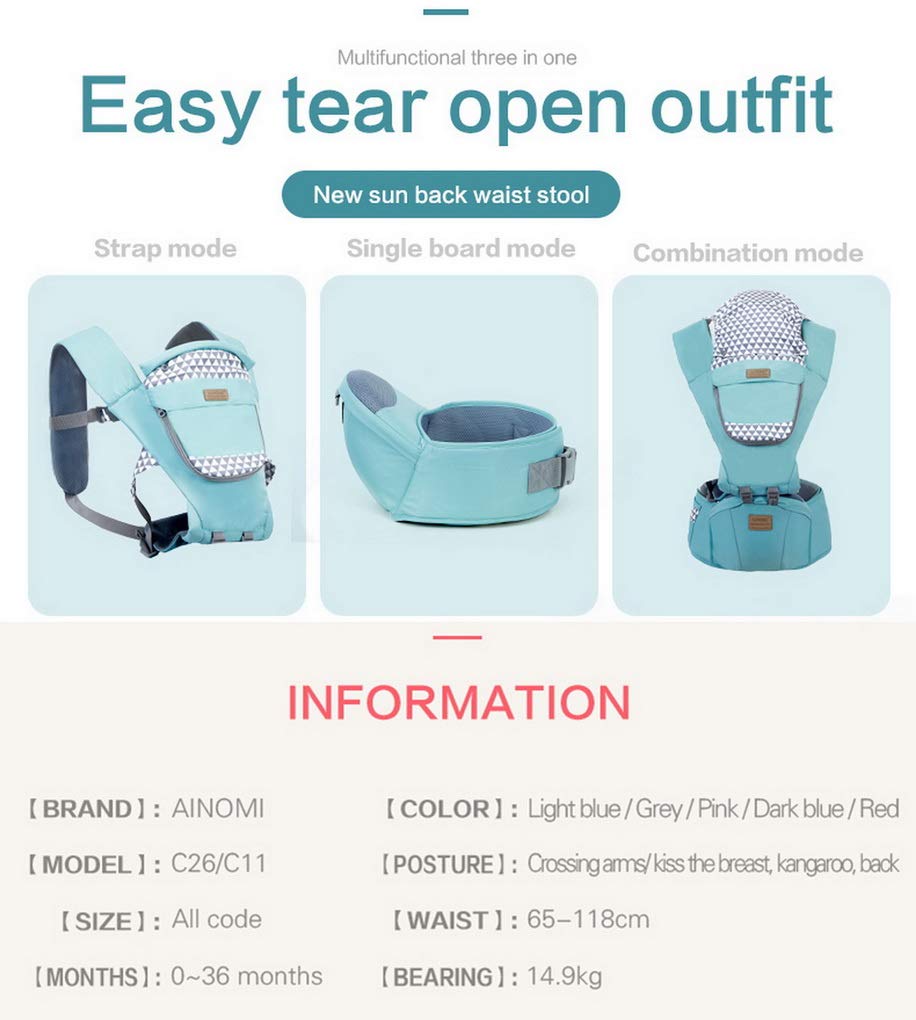 Multifunctional three in one
Easy tear open outfit
New sun back waist stool
Strap mode
Single board mode
Combination mode
INFORMATION
【BRAND】: AINOMI
【COLOR】: Light blue / Grey / Pink / Dark blue / Red
【MODEL】: C26/C11
【POSTURE】: Crossing arms/ kiss the breast, kangaroo, back
【SIZE】: All code
【WAIST】: 65–118cm
【MONTHS】: 0~36 months
【BEARING】: 14.9kg